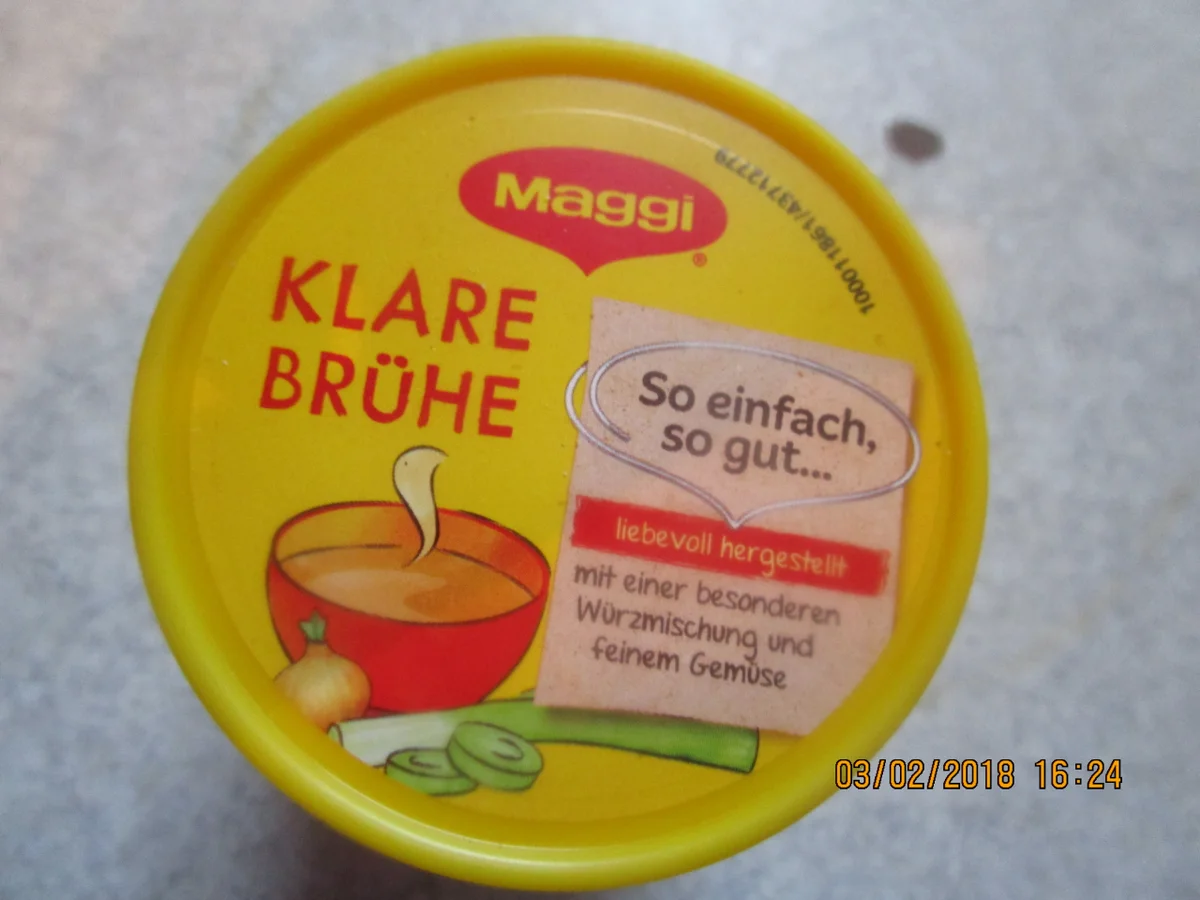 Maggi
®
100011861/43712779
KLARE
BRÜHE
So einfach,
so gut...
liebevoll hergestellt
mit einer besonderen
Würzmischung und
feinem Gemüse
03/02/2018 16:24